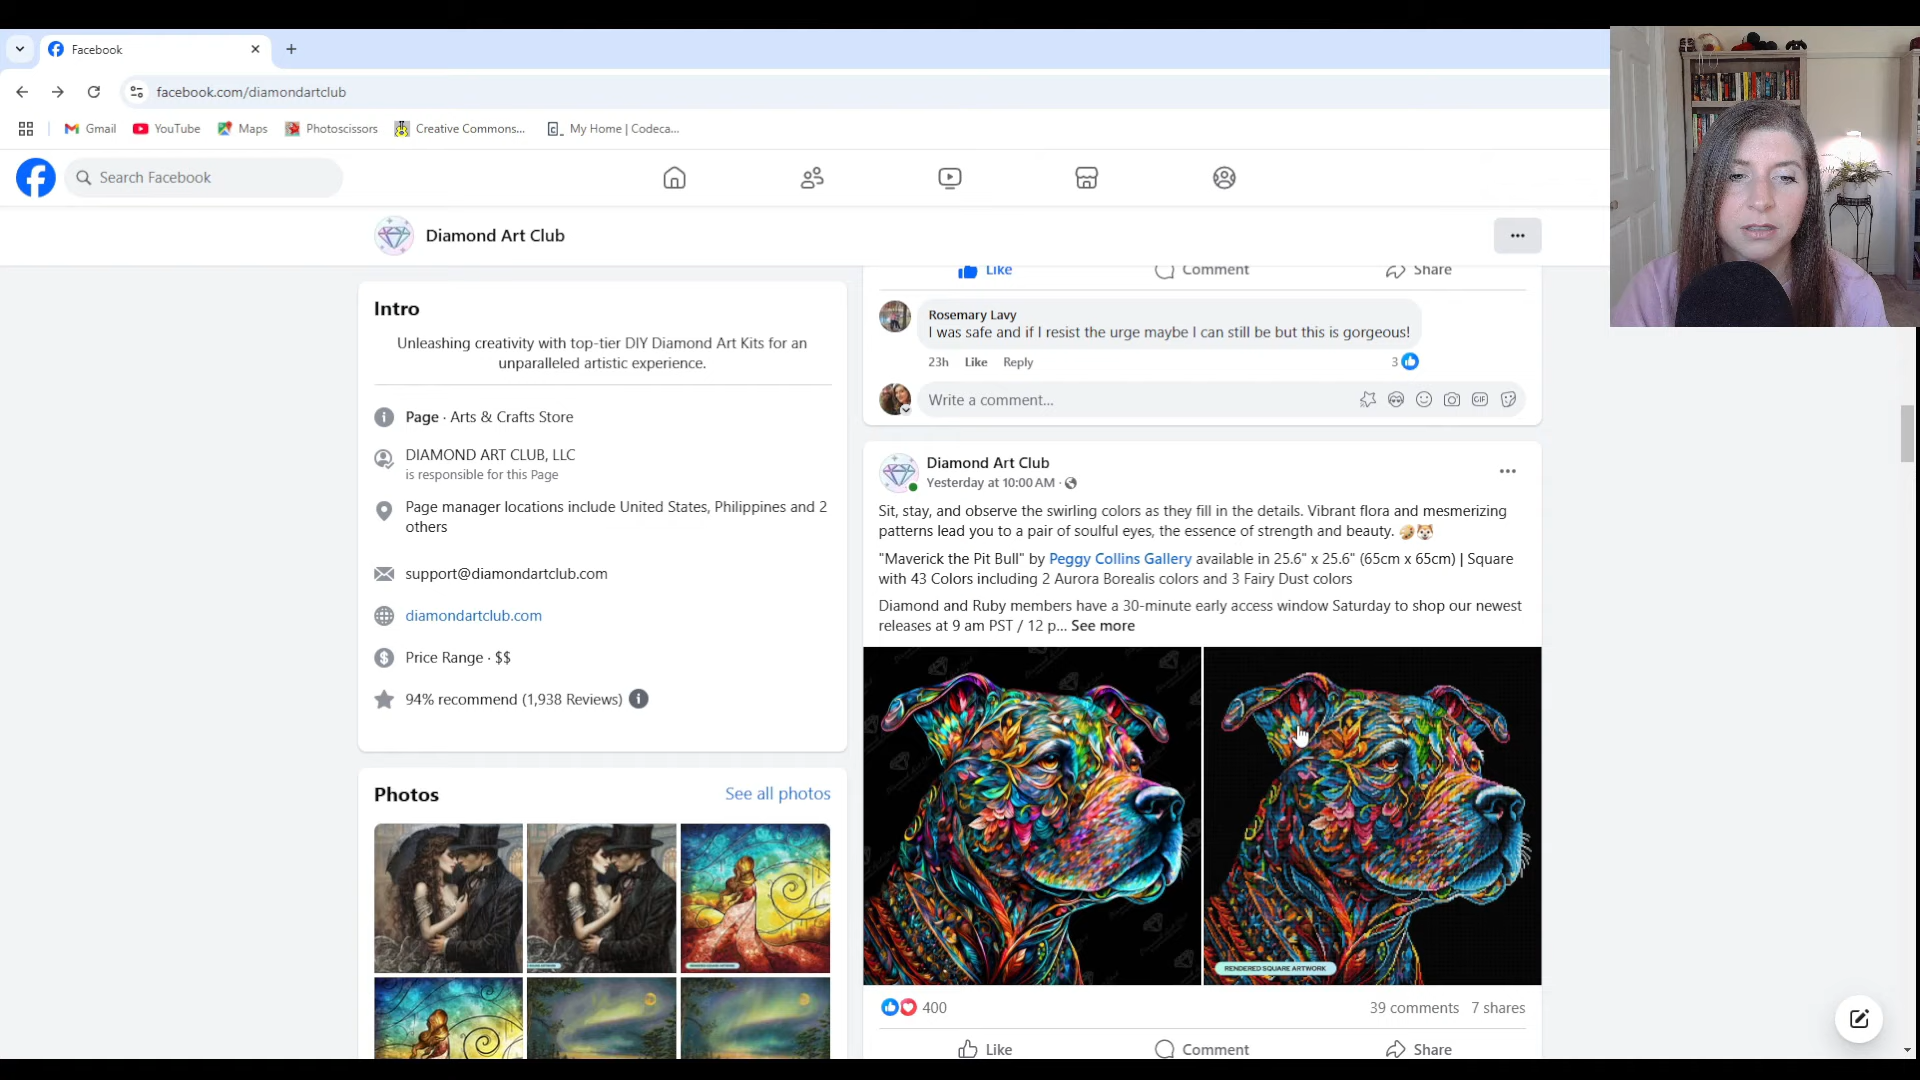 Facebook
facebook.com/diamondartclub
Gmail
YouTube
Maps
Photoscissors
Creative Commons...
My Home | Codeca...
Search Facebook
Diamond Art Club
Intro
Unleashing creativity with top-tier DIY Diamond Art Kits for an
unparalleled artistic experience.
Page · Arts & Crafts Store
DIAMOND ART CLUB, LLC
is responsible for this Page
Page manager locations include United States, Philippines and 2
others
support@diamondartclub.com
diamondartclub.com
Price Range · $$
94% recommend (1,938 Reviews)
Photos
See all photos
Like Comment Share
Rosemary Lavy
I was safe and if I resist the urge maybe I can still be but this is gorgeous!
23h Like Reply 3
Write a comment...
GIF
Diamond Art Club
Yesterday at 10:00 AM ·
Sit, stay, and observe the swirling colors as they fill in the details. Vibrant flora and mesmerizing
patterns lead you to a pair of soulful eyes, the essence of strength and beauty.
"Maverick the Pit Bull" by Peggy Collins Gallery available in 25.6" x 25.6" (65cm x 65cm) | Square
with 43 Colors including 2 Aurora Borealis colors and 3 Fairy Dust colors
Diamond and Ruby members have a 30-minute early access window Saturday to shop our newest
releases at 9 am PST / 12 p... See more
RENDERED SQUARE ARTWORK
400
39 comments 7 shares
Like Comment Share